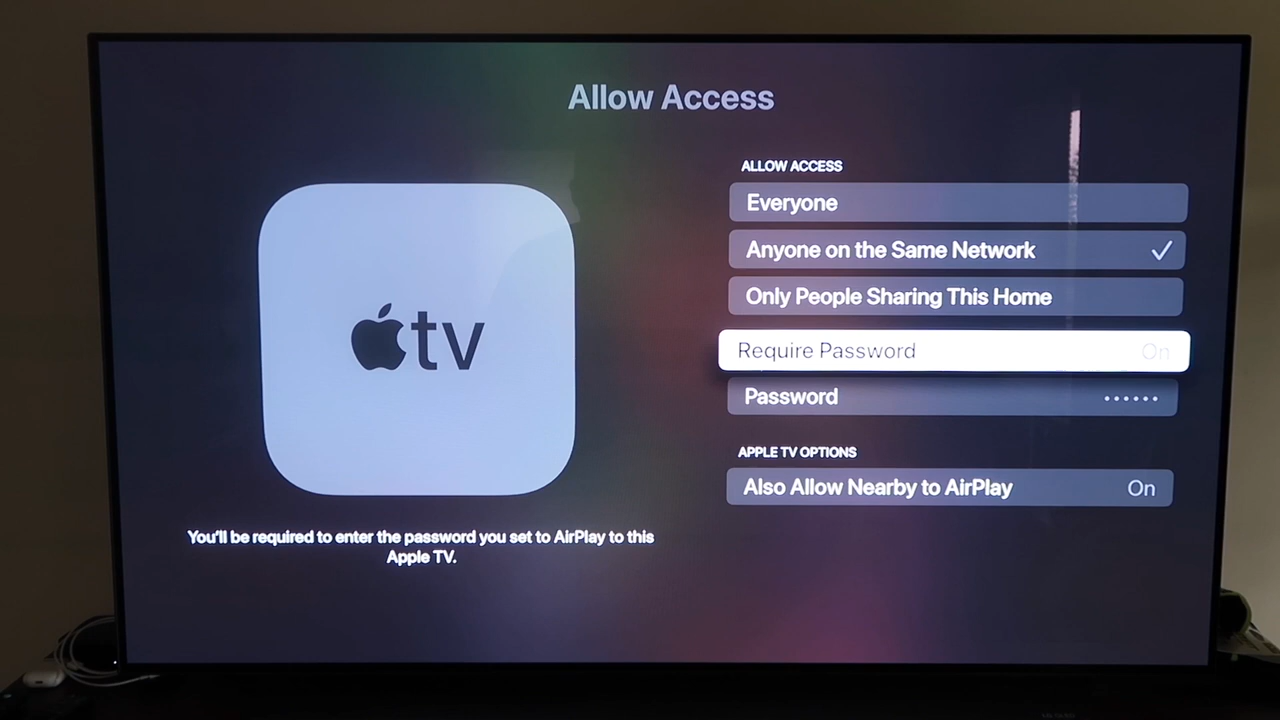 Allow Access
tv
You'll be required to enter the password you set to AirPlay to this
Apple TV.
ALLOW ACCESS
Everyone
Anyone on the Same Network
Only People Sharing This Home
Require Password On
Password ••••••
APPLE TV OPTIONS
Also Allow Nearby to AirPlay On